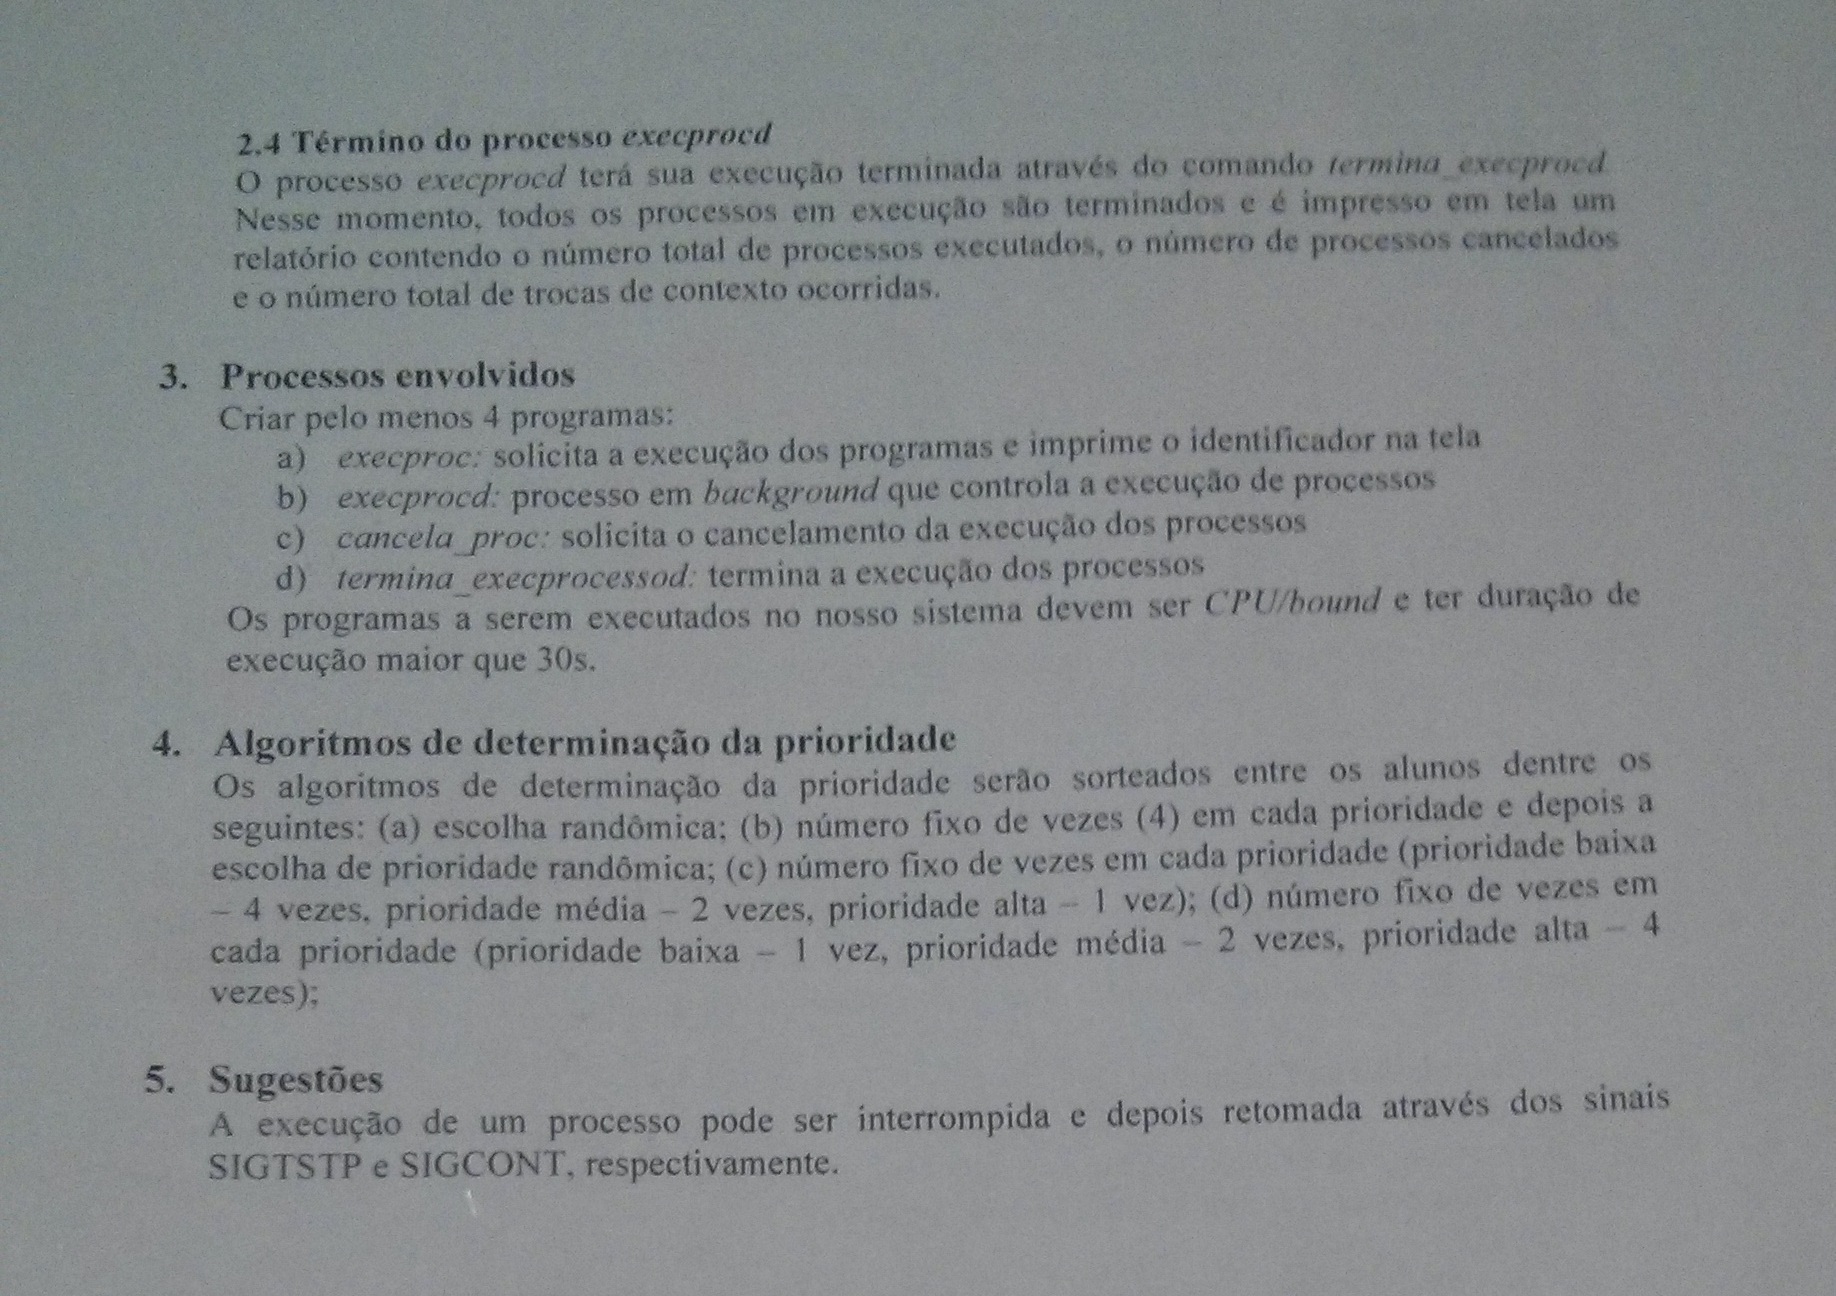 2.4 Término do processo execprocd
O processo execprocd terá sua execução terminada através do comando termina_execprocd.
Nesse momento, todos os processos em execução são terminados e é impresso em tela um
relatório contendo o número total de processos executados, o número de processos cancelados
e o número total de trocas de contexto ocorridas.
3. Processos envolvidos
Criar pelo menos 4 programas:
a) execproc: solicita a execução dos programas e imprime o identificador na tela
b) execprocd: processo em background que controla a execução de processos
c) cancela_proc: solicita o cancelamento da execução dos processos
d) termina_execprocessod: termina a execução dos processos
Os programas a serem executados no nosso sistema devem ser CPU/bound e ter duração de
execução maior que 30s.
4. Algoritmos de determinação da prioridade
Os algoritmos de determinação da prioridade serão sorteados entre os alunos dentre os
seguintes: (a) escolha randômica; (b) número fixo de vezes (4) em cada prioridade e depois a
escolha de prioridade randômica; (c) número fixo de vezes em cada prioridade (prioridade baixa
– 4 vezes, prioridade média – 2 vezes, prioridade alta – 1 vez); (d) número fixo de vezes em
cada prioridade (prioridade baixa – 1 vez, prioridade média – 2 vezes, prioridade alta – 4
vezes);
5. Sugestões
A execução de um processo pode ser interrompida e depois retomada através dos sinais
SIGTSTP e SIGCONT, respectivamente.